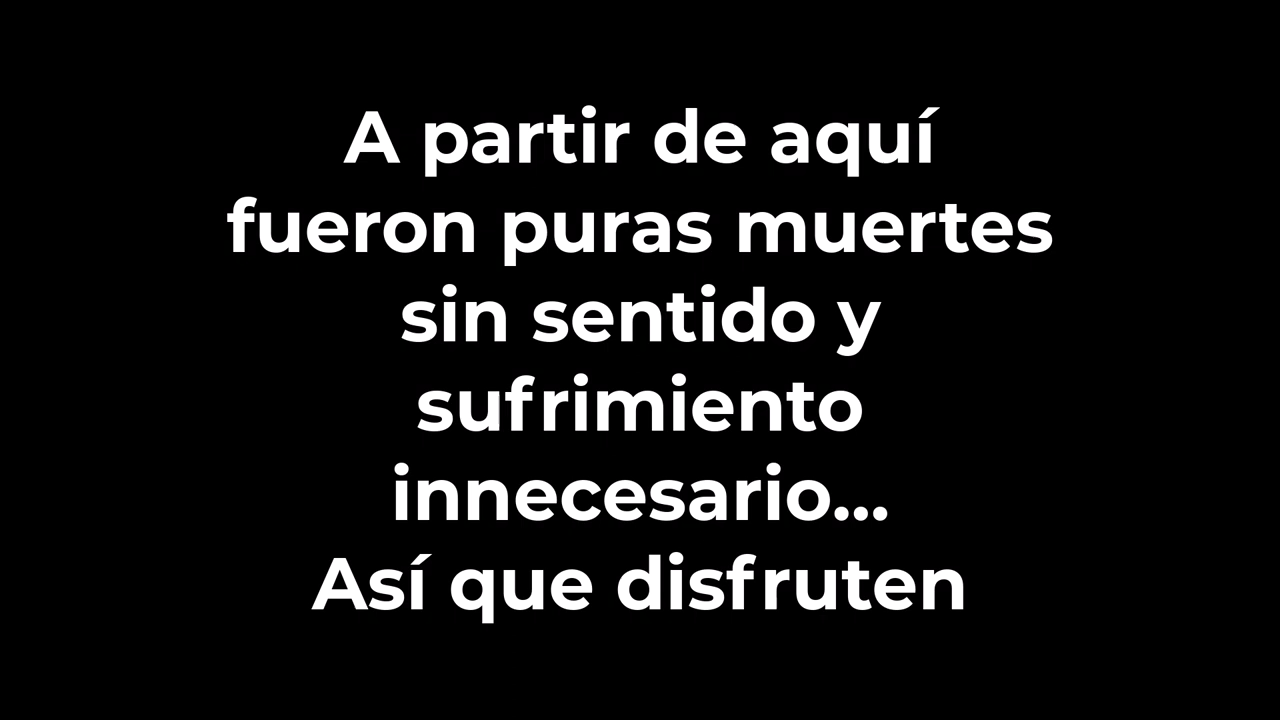 A partir de aquí
fueron puras muertes
sin sentido y
sufrimiento
innecesario...
Así que disfruten